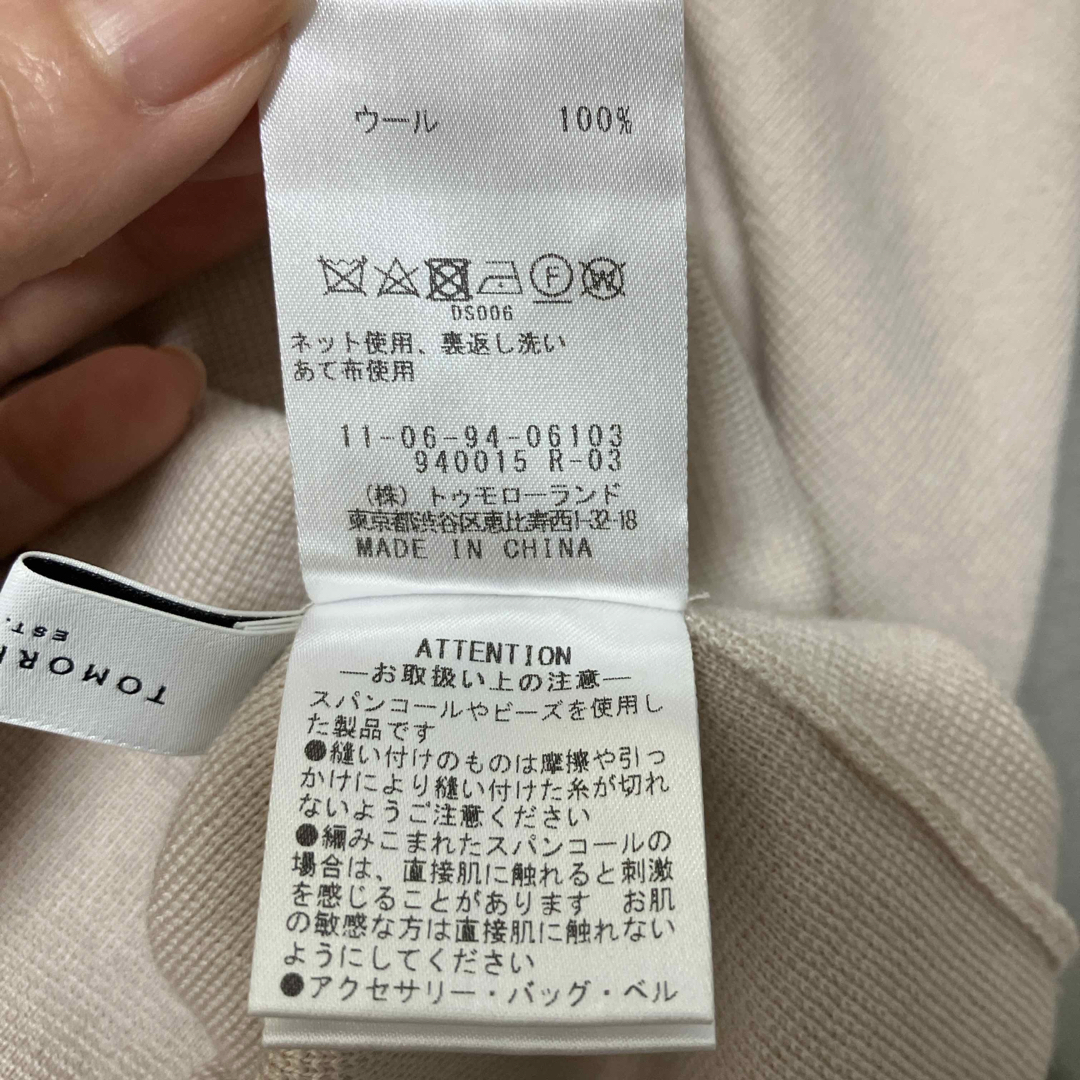 ウール 100%
F W
DS006
ネット使用、裏返し洗い
あて布使用
11-06-94-06103
940015 R-03
(株) トゥモローランド
東京都渋谷区恵比寿西1-32-18
MADE IN CHINA
TOMOR
EST.
ATTENTION
―お取扱い上の注意―
スパンコールやビーズを使用し
た製品です
●縫い付けのものは摩擦や引っ
かけにより縫い付けた糸が切れ
ないようご注意ください
●編みこまれたスパンコールの
場合は、直接肌に触れると刺激
を感じることがあります お肌
の敏感な方は直接肌に触れない
ようにしてください
●アクセサリー・バッグ・ベル